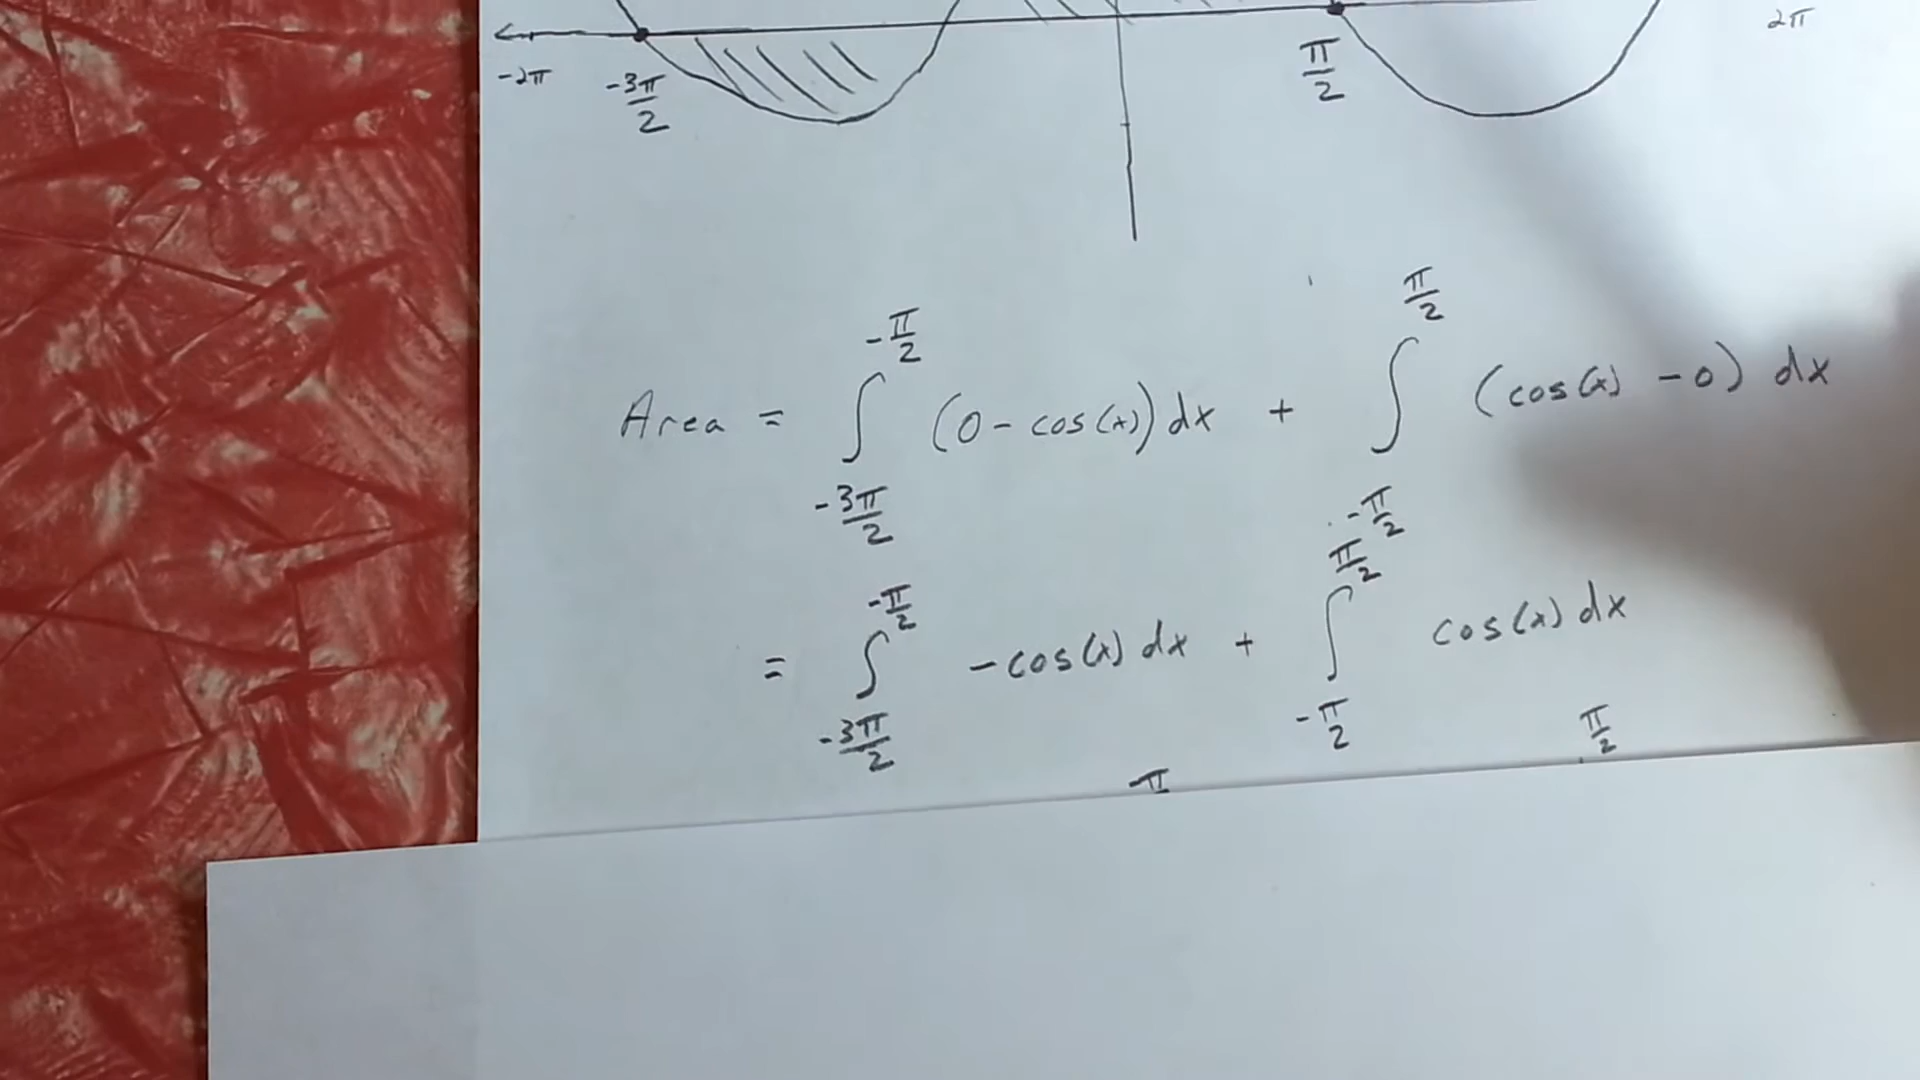 -2π -3π/2 π/2 2π
Area = ∫_{-3π/2}^{-π/2} (0 - cos(x)) dx + ∫_{-π/2}^{π/2} (cos(x) - 0) dx
= ∫_{-3π/2}^{-π/2} -cos(x) dx + ∫_{-π/2}^{π/2} cos(x) dx
-π π/2